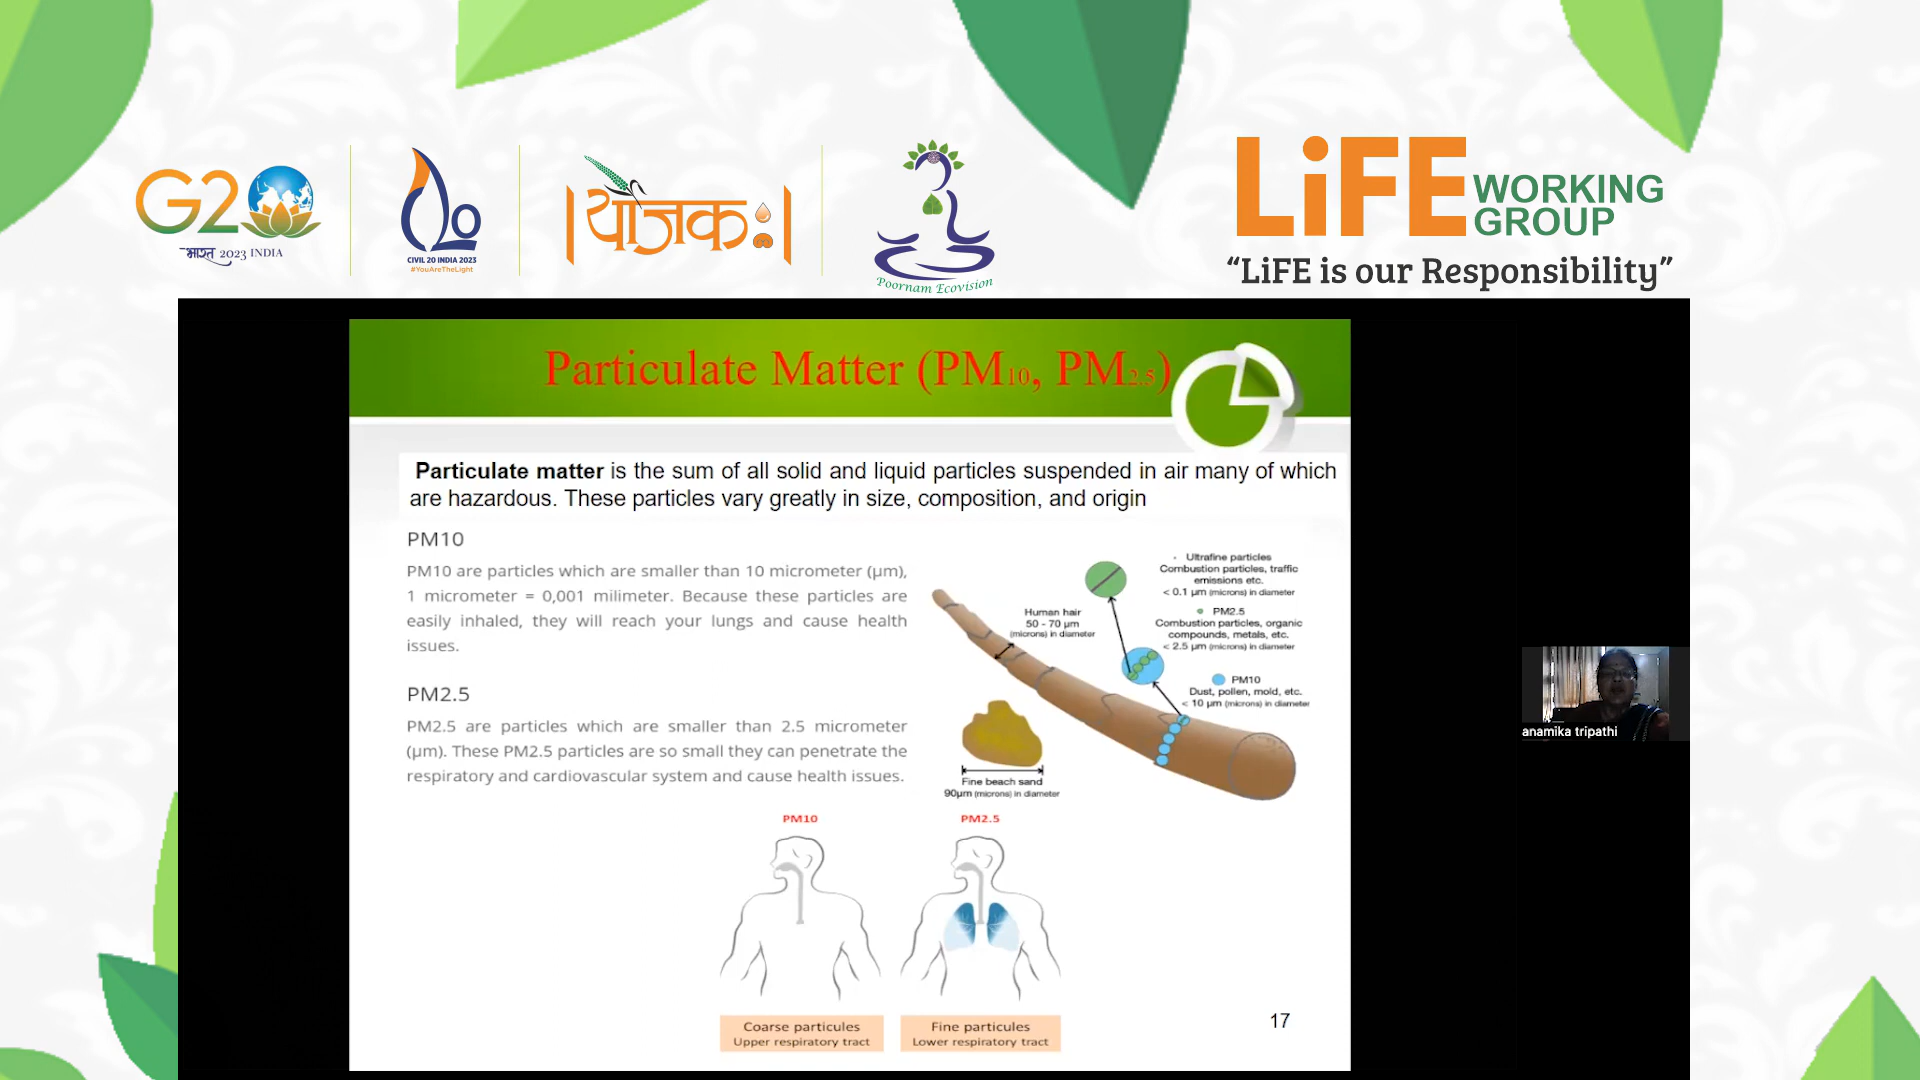 G20
भारत 2023 INDIA
CIVIL 20 INDIA 2023
#YouAreTheLight
।योजकः।
Poornam Ecovision
LiFE WORKING
GROUP
“LiFE is our Responsibility”
Particulate Matter (PM10, PM2.5)
Particulate matter is the sum of all solid and liquid particles suspended in air many of which
are hazardous. These particles vary greatly in size, composition, and origin
PM10
PM10 are particles which are smaller than 10 micrometer (µm),
1 micrometer = 0,001 milimeter. Because these particles are
easily inhaled, they will reach your lungs and cause health
issues.
PM2.5
PM2.5 are particles which are smaller than 2.5 micrometer
(µm). These PM2.5 particles are so small they can penetrate the
respiratory and cardiovascular system and cause health issues.
Ultrafine particles
Combustion particles, traffic
emissions etc.
< 0.1 µm (microns) in diameter
PM2.5
Combustion particles, organic
compounds, metals, etc.
< 2.5 µm (microns) in diameter
PM10
Dust, pollen, mold, etc.
< 10 µm (microns) in diameter
Human hair
50 - 70 µm
(microns) in diameter
Fine beach sand
90µm (microns) in diameter
PM10
PM2.5
Coarse particules
Upper respiratory tract
Fine particules
Lower respiratory tract
17
anamika tripathi